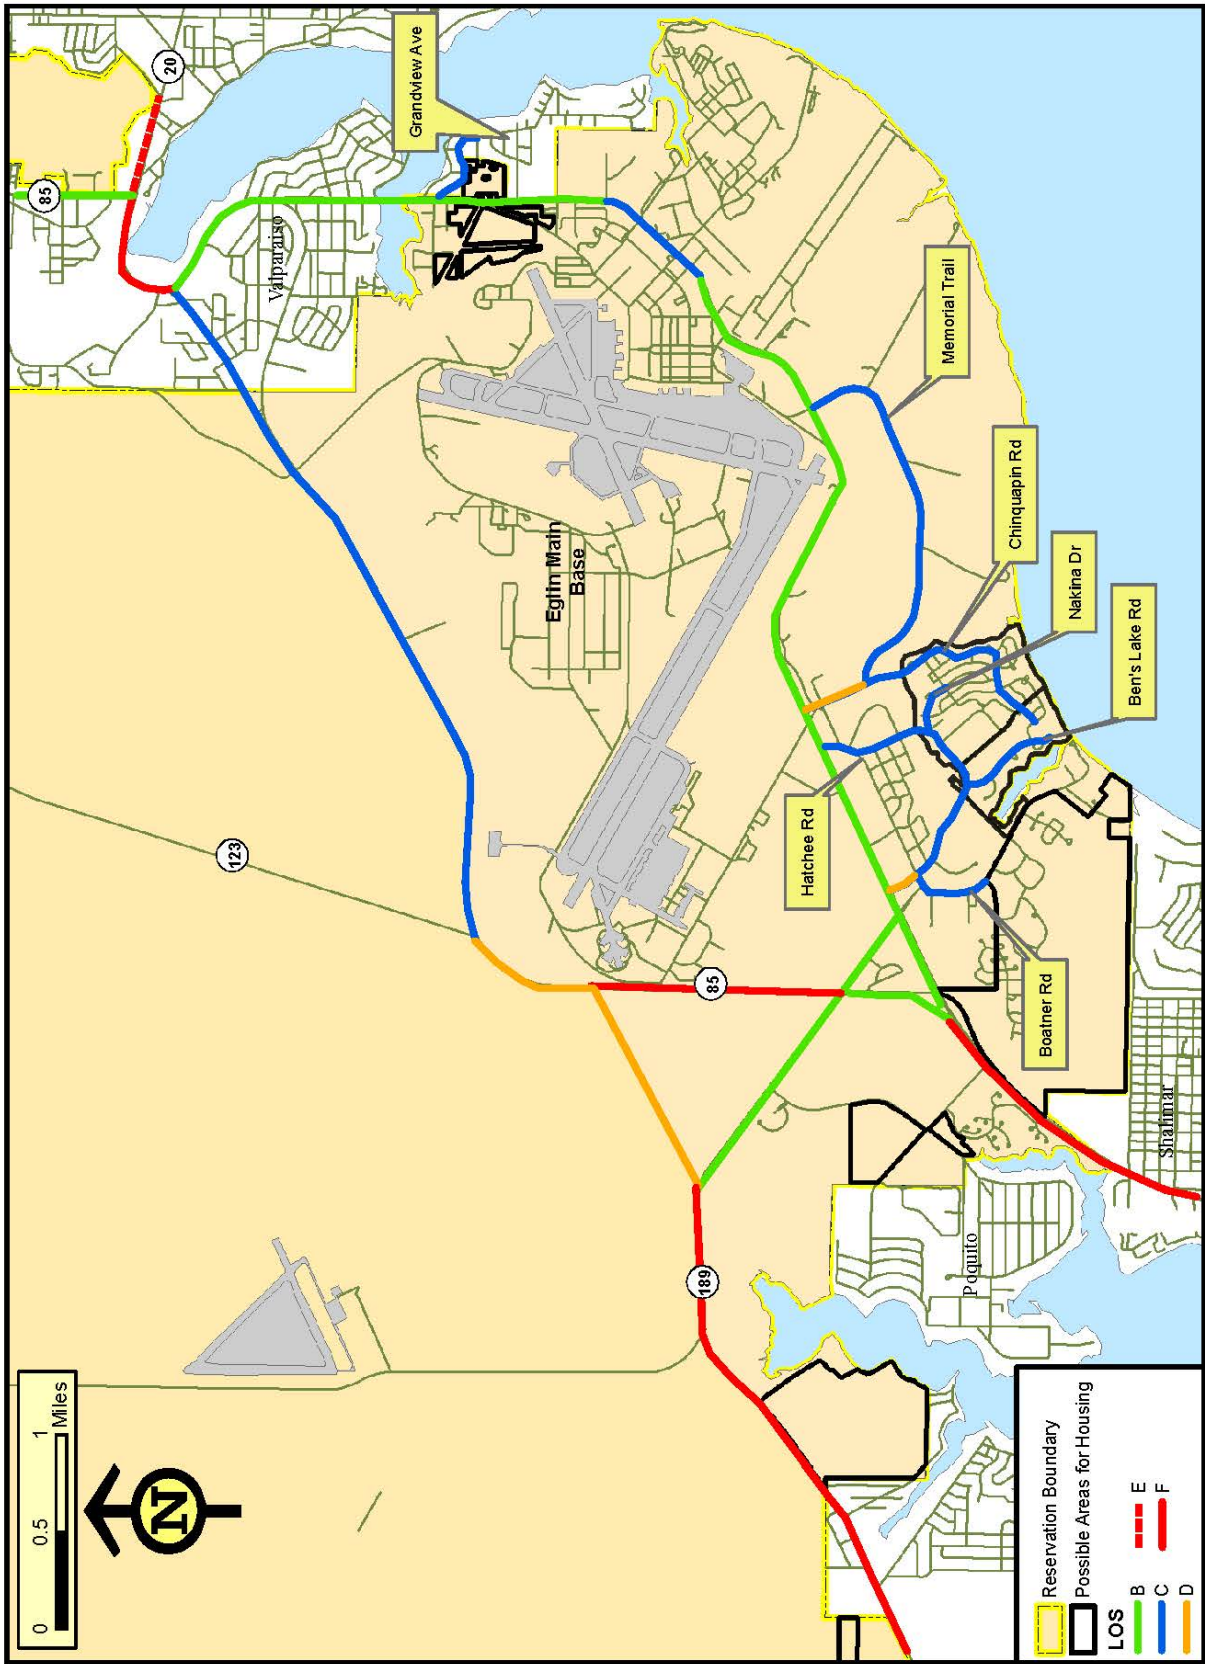 0 0.5 1
Miles
N
123
85
20
Valparaiso
Grandview Ave
Eglin Main
Base
Memorial Trail
Chinquapin Rd
Nakina Dr
Ben's Lake Rd
Hatchee Rd
85
Boatner Rd
189
Poquito
Shalimar
Reservation Boundary
Possible Areas for Housing
LOS
B
C
D
E
F